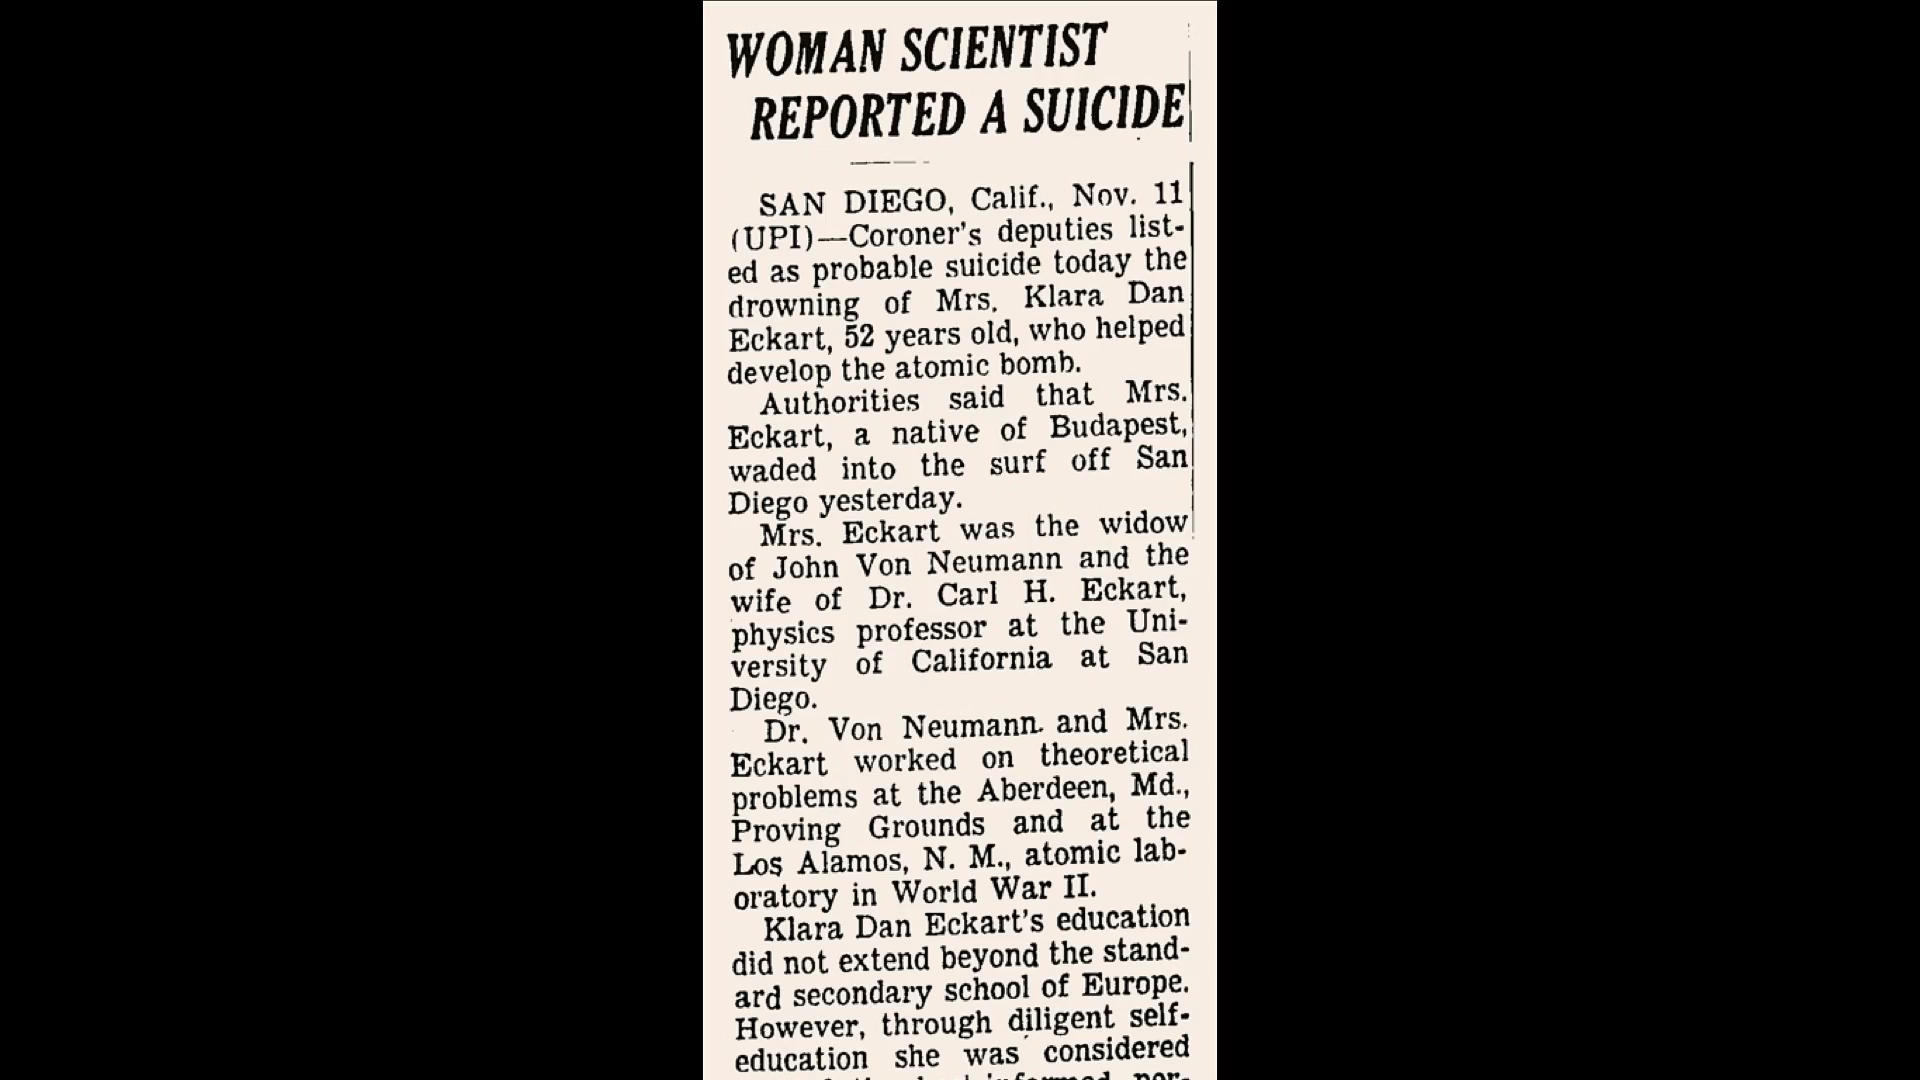 WOMAN SCIENTIST
REPORTED A SUICIDE
SAN DIEGO, Calif., Nov. 11
(UPI)—Coroner's deputies list-
ed as probable suicide today the
drowning of Mrs. Klara Dan
Eckart, 52 years old, who helped
develop the atomic bomb.
Authorities said that Mrs.
Eckart, a native of Budapest,
waded into the surf off San
Diego yesterday.
Mrs. Eckart was the widow
of John Von Neumann and the
wife of Dr. Carl H. Eckart,
physics professor at the Uni-
versity of California at San
Diego.
Dr. Von Neumann and Mrs.
Eckart worked on theoretical
problems at the Aberdeen, Md.,
Proving Grounds and at the
Los Alamos, N. M., atomic lab-
oratory in World War II.
Klara Dan Eckart's education
did not extend beyond the stand-
ard secondary school of Europe.
However, through diligent self-
education she was considered